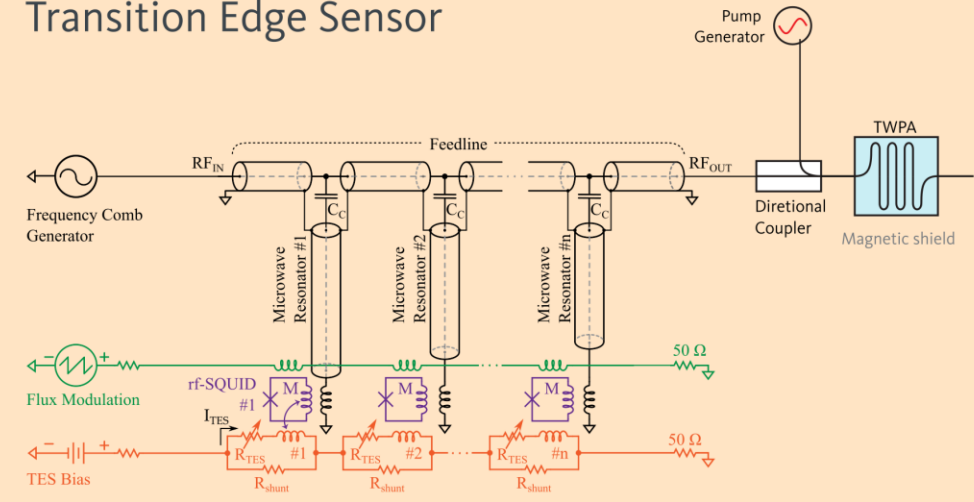 Transition Edge Sensor
Pump
Generator
TWPA
Feedline
RF_IN
RF_OUT
C_C
C_C
C_C
Frequency Comb
Generator
Diretional
Coupler
Magnetic shield
Microwave
Resonator #1
Microwave
Resonator #2
Microwave
Resonator #n
50 Ω
− +
Flux Modulation
rf-SQUID
#1
M
M
M
I_TES
R_TES
#1
R_TES
#2
R_TES
#n
50 Ω
− +
TES Bias
R_shunt
R_shunt
R_shunt